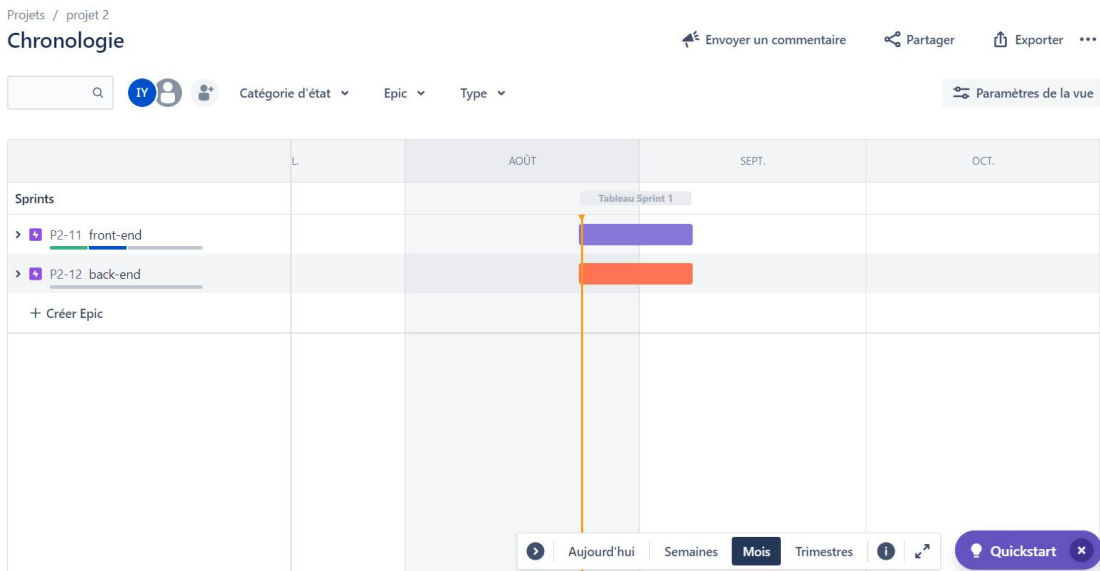 Projets / projet 2
Chronologie
Envoyer un commentaire
Partager
Exporter
IY
Catégorie d'état
Epic
Type
Paramètres de la vue
L.
AOÛT
SEPT.
OCT.
Sprints
Tableau Sprint 1
P2-11 front-end
P2-12 back-end
+ Créer Epic
Aujourd'hui
Semaines
Mois
Trimestres
Quickstart